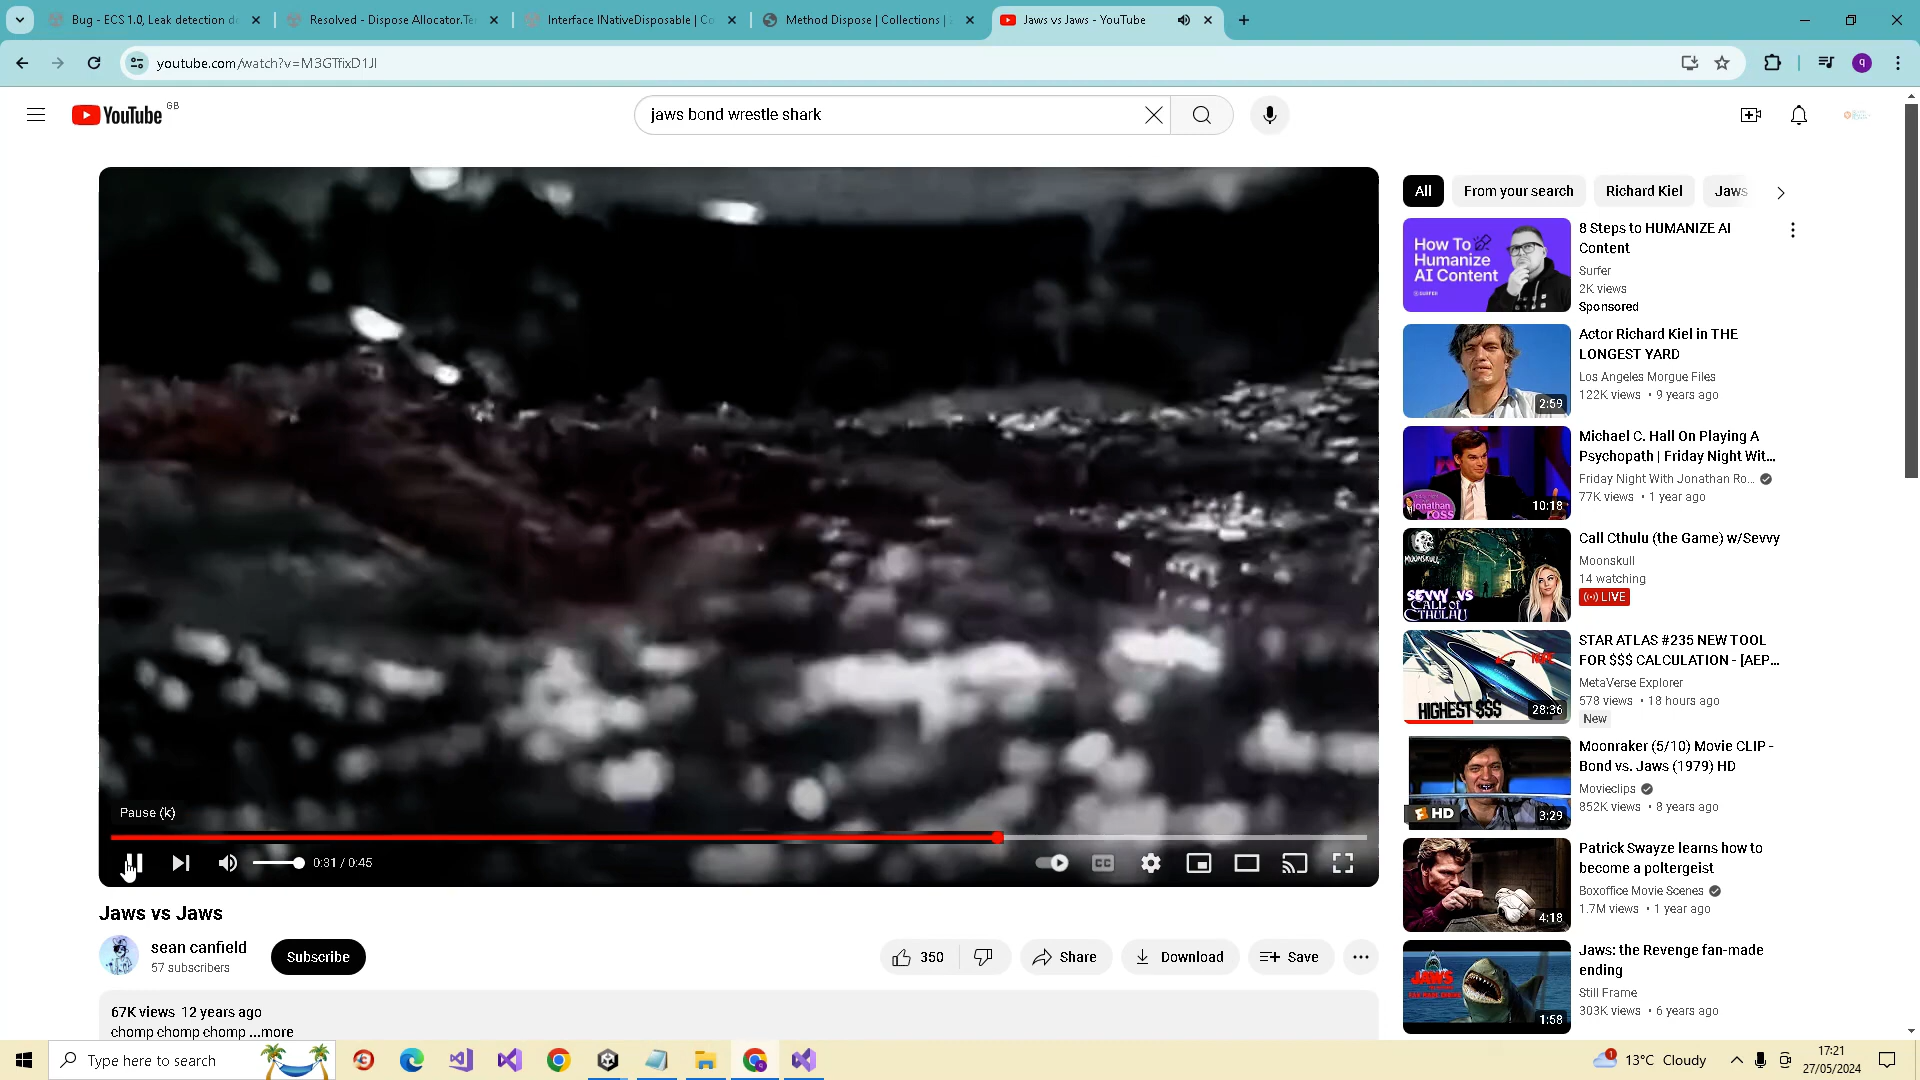 Bug - ECS 1.0, Leak detection d
Resolved - Dispose Allocator.Te
Interface INativeDisposable | Co
Method Dispose | Collections |
Jaws vs Jaws - YouTube
youtube.com/watch?v=M3GTfixD1JI
q
YouTube GB
jaws bond wrestle shark
All
From your search
Richard Kiel
Jaws
How To
Humanize
AI Content
SURFER
8 Steps to HUMANIZE AI
Content
Surfer
2K views
Sponsored
2:59
Actor Richard Kiel in THE
LONGEST YARD
Los Angeles Morgue Files
122K views • 9 years ago
jonathan
ross
10:18
Michael C. Hall On Playing A
Psychopath | Friday Night Wit...
Friday Night With Jonathan Ro...
77K views • 1 year ago
MOONSKULL
SEVVY VS
CALL of
CTHULHU
Call Cthulu (the Game) w/Sevvy
Moonskull
14 watching
LIVE
HIGHEST $$$
28:36
STAR ATLAS #235 NEW TOOL
FOR $$$ CALCULATION - [AEP...
MetaVerse Explorer
578 views • 18 hours ago
New
HD
3:29
Moonraker (5/10) Movie CLIP -
Bond vs. Jaws (1979) HD
Movieclips
852K views • 8 years ago
4:18
Patrick Swayze learns how to
become a poltergeist
Boxoffice Movie Scenes
1.7M views • 1 year ago
JAWS
1:58
Jaws: the Revenge fan-made
ending
Still Frame
303K views • 6 years ago
Pause (k)
0:31 / 0:45
CC
Jaws vs Jaws
sean canfield
57 subscribers
Subscribe
350
Share
Download
Save
67K views 12 years ago
chomp chomp chomp ...more
Type here to search
1
13°C Cloudy
17:21
27/05/2024